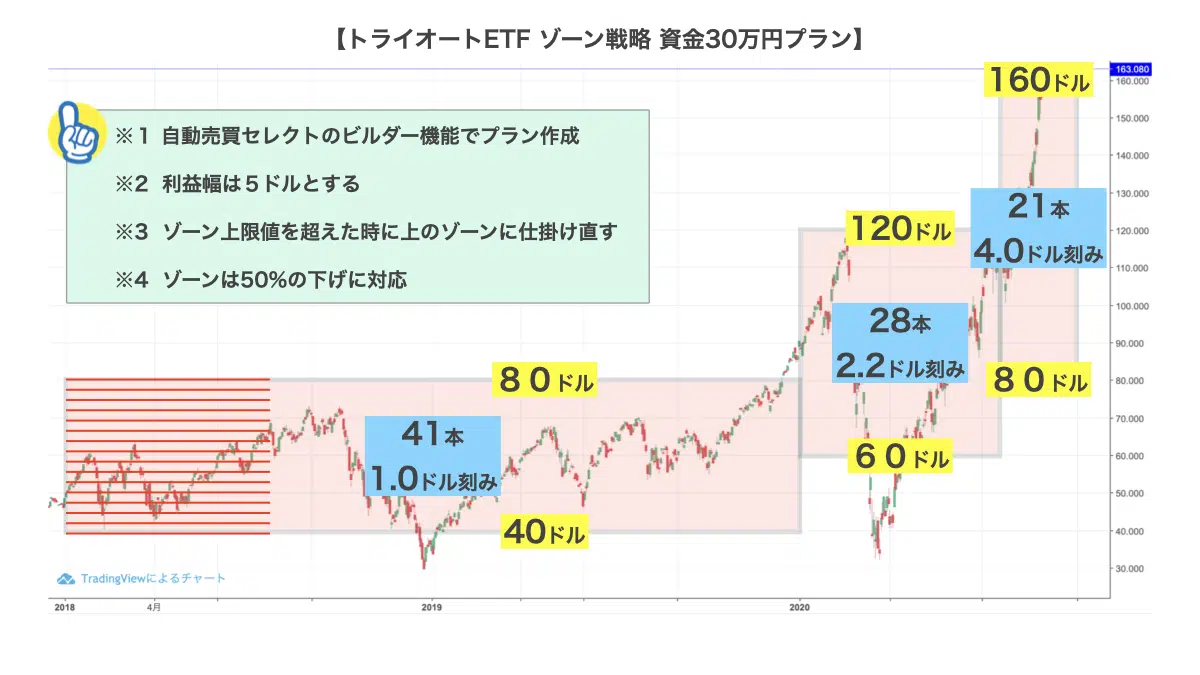 【トライオートETF ゾーン戦略 資金30万円プラン】
163.080
160ドル
160.000
※１ 自動売買セレクトのビルダー機能でプラン作成
150.000
※2 利益幅は５ドルとする
140.000
130.000
※3 ゾーン上限値を超えた時に上のゾーンに仕掛け直す
120ドル
21本
4.0ドル刻み
120.000
※4 ゾーンは50%の下げに対応
110.000
100.000
28本
2.2ドル刻み
90.000
８０ドル
８０ドル
80.000
41本
1.0ドル刻み
70.000
６０ドル
60.000
50.000
40ドル
40.000
30.000
TradingViewによるチャート
2018
4月
2019
2020